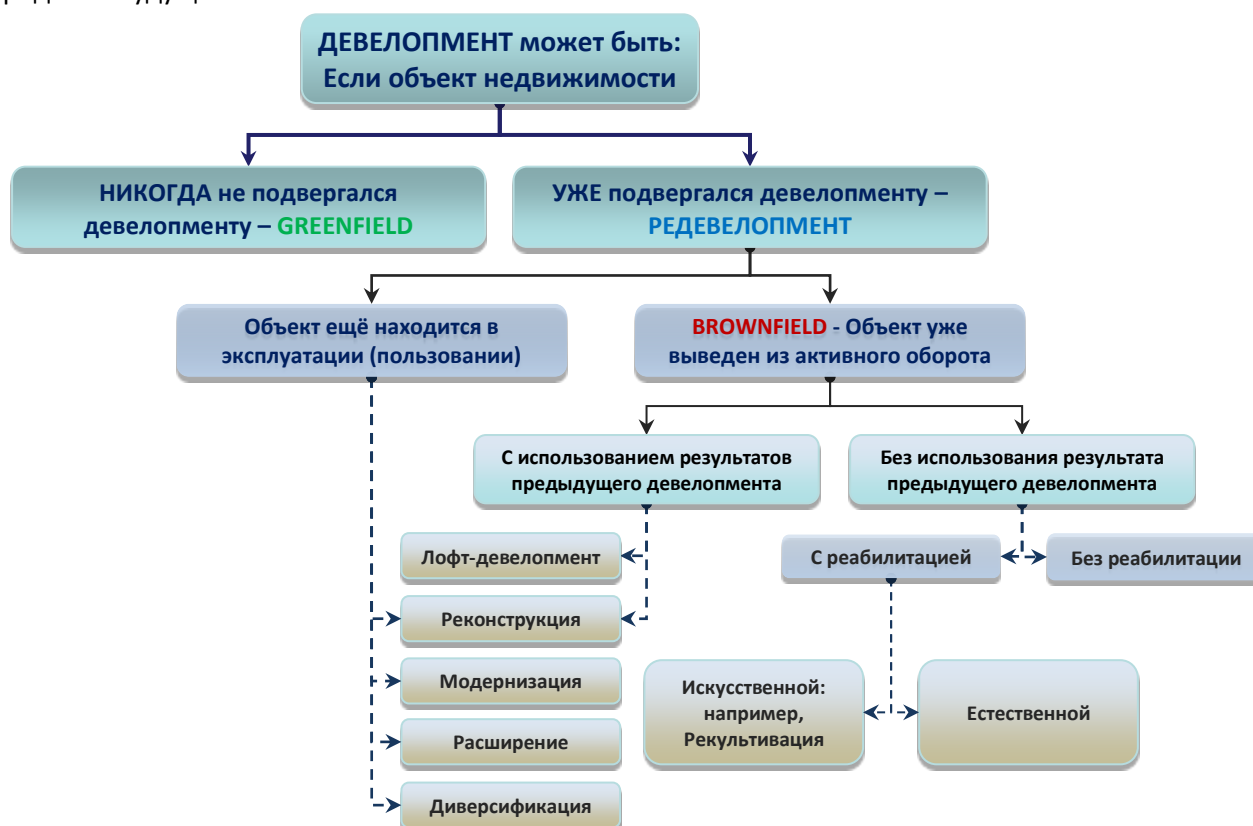 ДЕВЕЛОПМЕНТ может быть:
Если объект недвижимости
НИКОГДА не подвергался
девелопменту – GREENFIELD
УЖЕ подвергался девелопменту –
РЕДЕВЕЛОПМЕНТ
Объект ещё находится в
эксплуатации (пользовании)
BROWNFIELD - Объект уже
выведен из активного оборота
С использованием результатов
предыдущего девелопмента
Без использования результата
предыдущего девелопмента
Лофт-девелопмент
С реабилитацией
Без реабилитации
Реконструкция
Модернизация
Расширение
Диверсификация
Искусственной:
например,
Рекультивация
Естественной